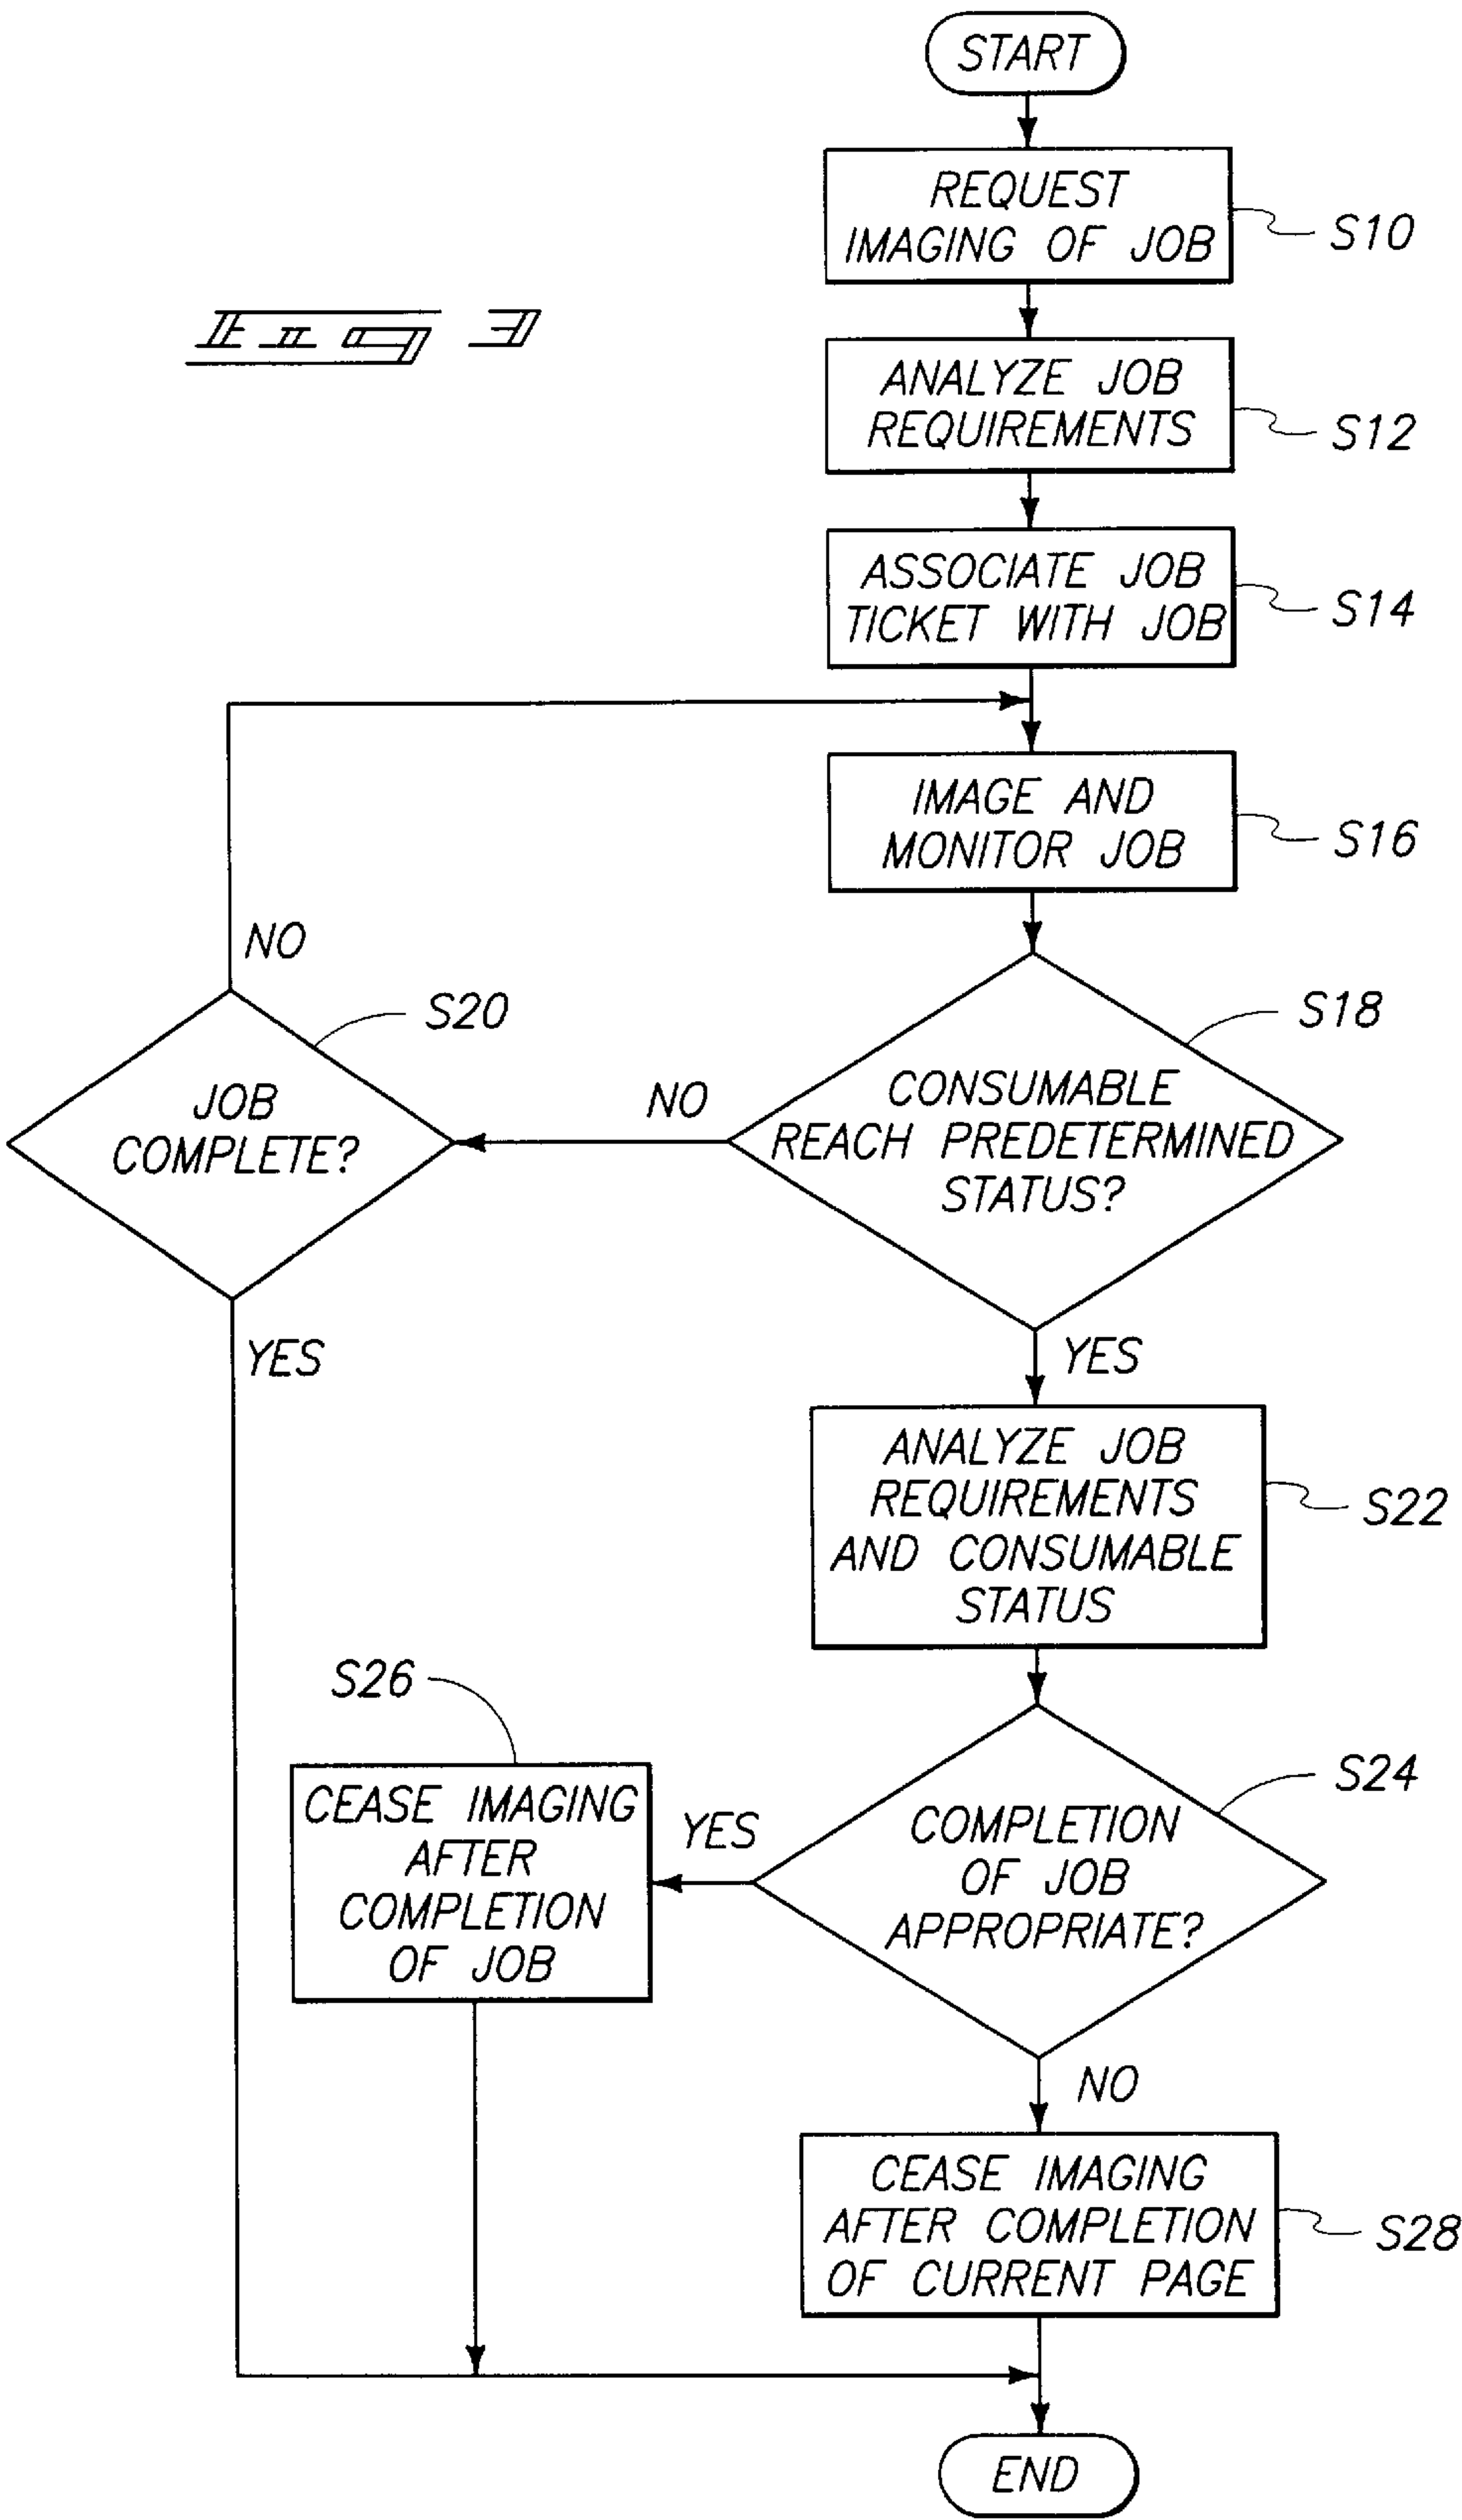 START
REQUEST
IMAGING OF JOB
S10
Fig 3
ANALYZE JOB
REQUIREMENTS
S12
ASSOCIATE JOB
TICKET WITH JOB
S14
IMAGE AND
MONITOR JOB
S16
NO
S20
JOB
COMPLETE?
NO
S18
CONSUMABLE
REACH PREDETERMINED
STATUS?
YES
YES
ANALYZE JOB
REQUIREMENTS
AND CONSUMABLE
STATUS
S22
S26
CEASE IMAGING
AFTER
COMPLETION
OF JOB
YES
S24
COMPLETION
OF JOB
APPROPRIATE?
NO
CEASE IMAGING
AFTER COMPLETION
OF CURRENT PAGE
S28
END